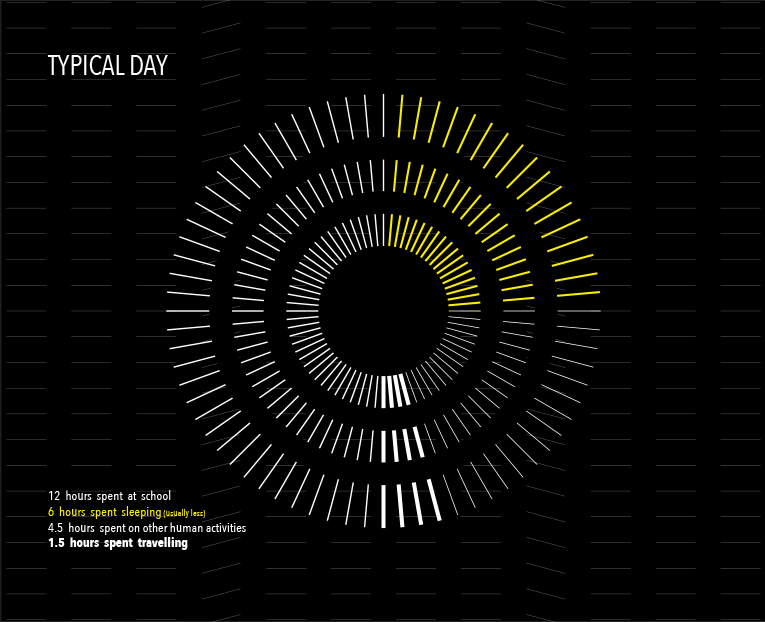 TYPICAL DAY
12 hours spent at school
6 hours spent sleeping (usually less)
4.5 hours spent on other human activities
1.5 hours spent travelling